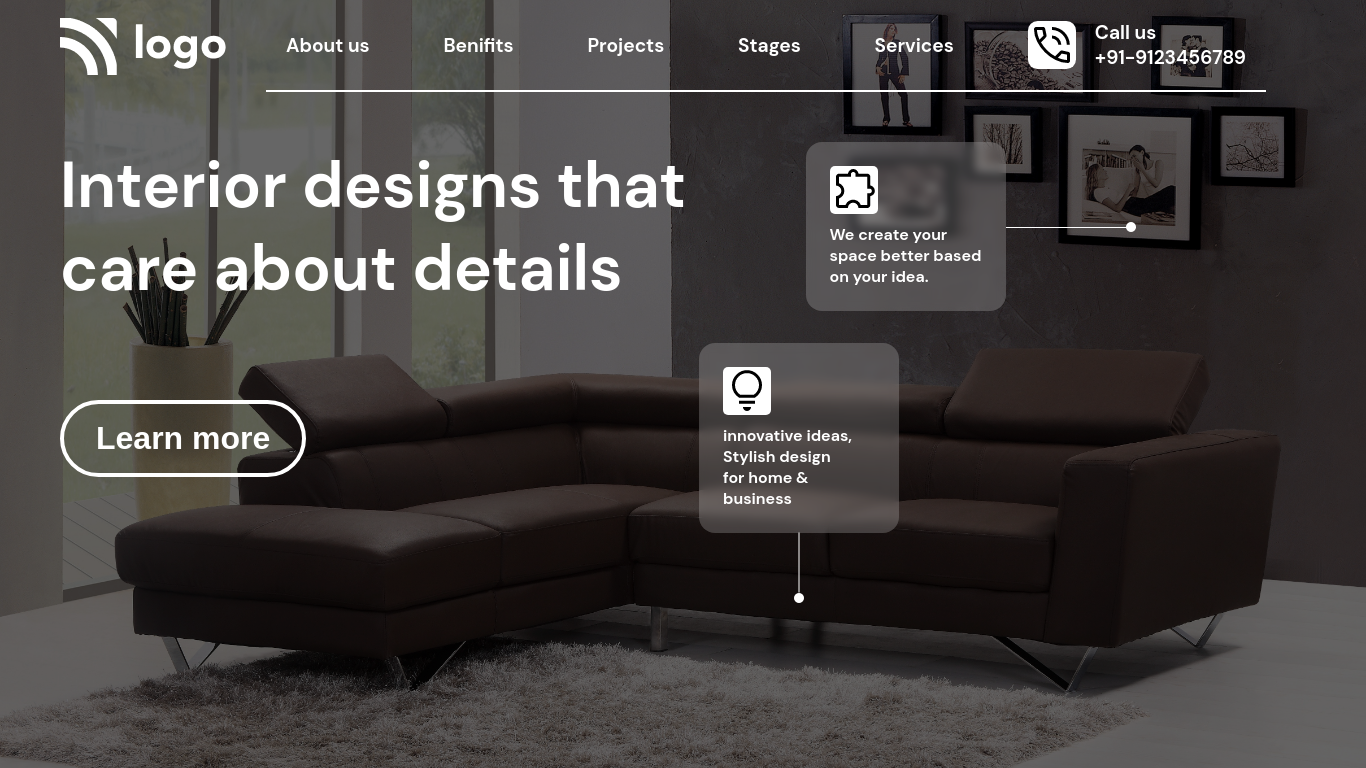 logo
About us
Benifits
Projects
Stages
Services
Call us
+91-9123456789
Interior designs that
care about details
Learn more
We create your
space better based
on your idea.
innovative ideas,
Stylish design
for home &
business